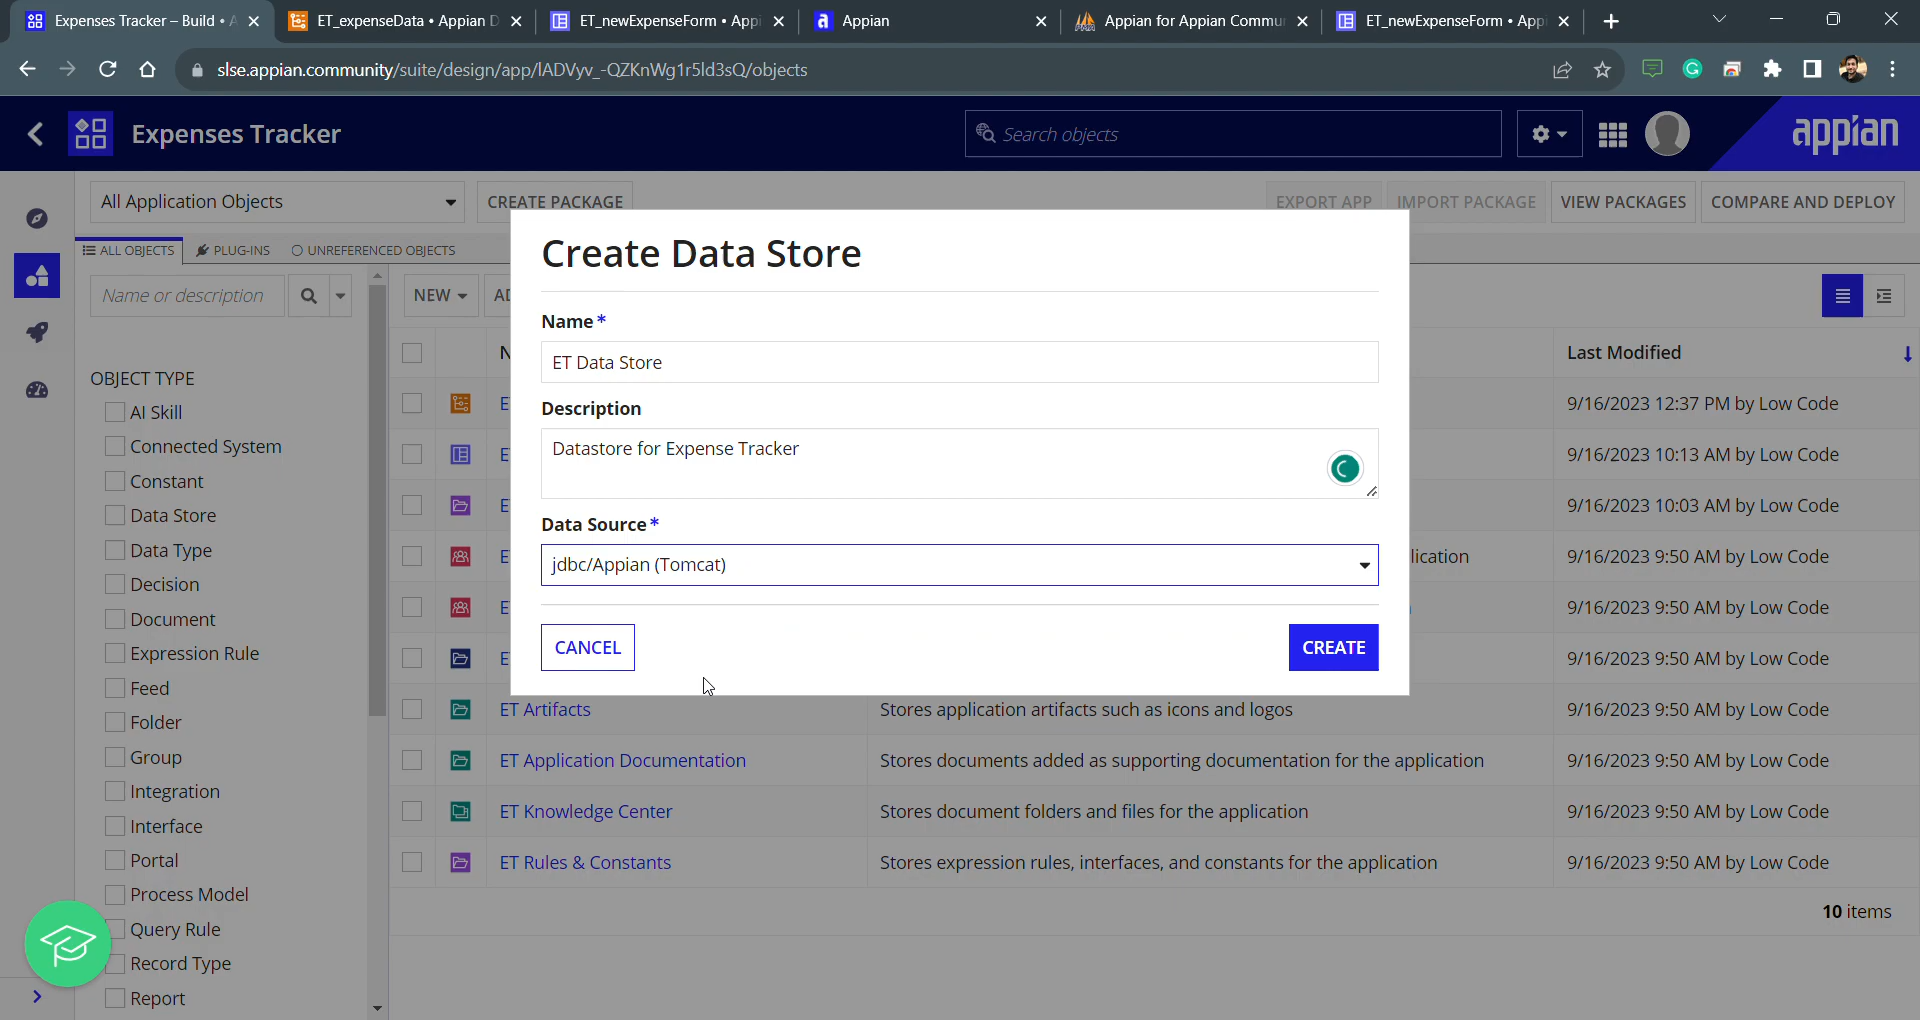 Expenses Tracker – Build • A
ET_expenseData • Appian D
ET_newExpenseForm • Appi
Appian
Appian for Appian Commu
ET_newExpenseForm • Appi
slse.appian.community/suite/design/app/lADVyv_-QZKnWg1r5ld3sQ/objects
Expenses Tracker
Search objects
appian
All Application Objects
CREATE PACKAGE
EXPORT APP
IMPORT PACKAGE
VIEW PACKAGES
COMPARE AND DEPLOY
ALL OBJECTS
PLUG-INS
UNREFERENCED OBJECTS
Name or description
NEW
Create Data Store
Name *
ET Data Store
Description
Datastore for Expense Tracker
Data Source *
jdbc/Appian (Tomcat)
CANCEL
CREATE
OBJECT TYPE
AI Skill
Connected System
Constant
Data Store
Data Type
Decision
Document
Expression Rule
Feed
Folder
Group
Integration
Interface
Portal
Process Model
Query Rule
Record Type
Report
Last Modified
9/16/2023 12:37 PM by Low Code
9/16/2023 10:13 AM by Low Code
9/16/2023 10:03 AM by Low Code
lication 9/16/2023 9:50 AM by Low Code
9/16/2023 9:50 AM by Low Code
9/16/2023 9:50 AM by Low Code
ET Artifacts Stores application artifacts such as icons and logos 9/16/2023 9:50 AM by Low Code
ET Application Documentation Stores documents added as supporting documentation for the application 9/16/2023 9:50 AM by Low Code
ET Knowledge Center Stores document folders and files for the application 9/16/2023 9:50 AM by Low Code
ET Rules & Constants Stores expression rules, interfaces, and constants for the application 9/16/2023 9:50 AM by Low Code
10 items